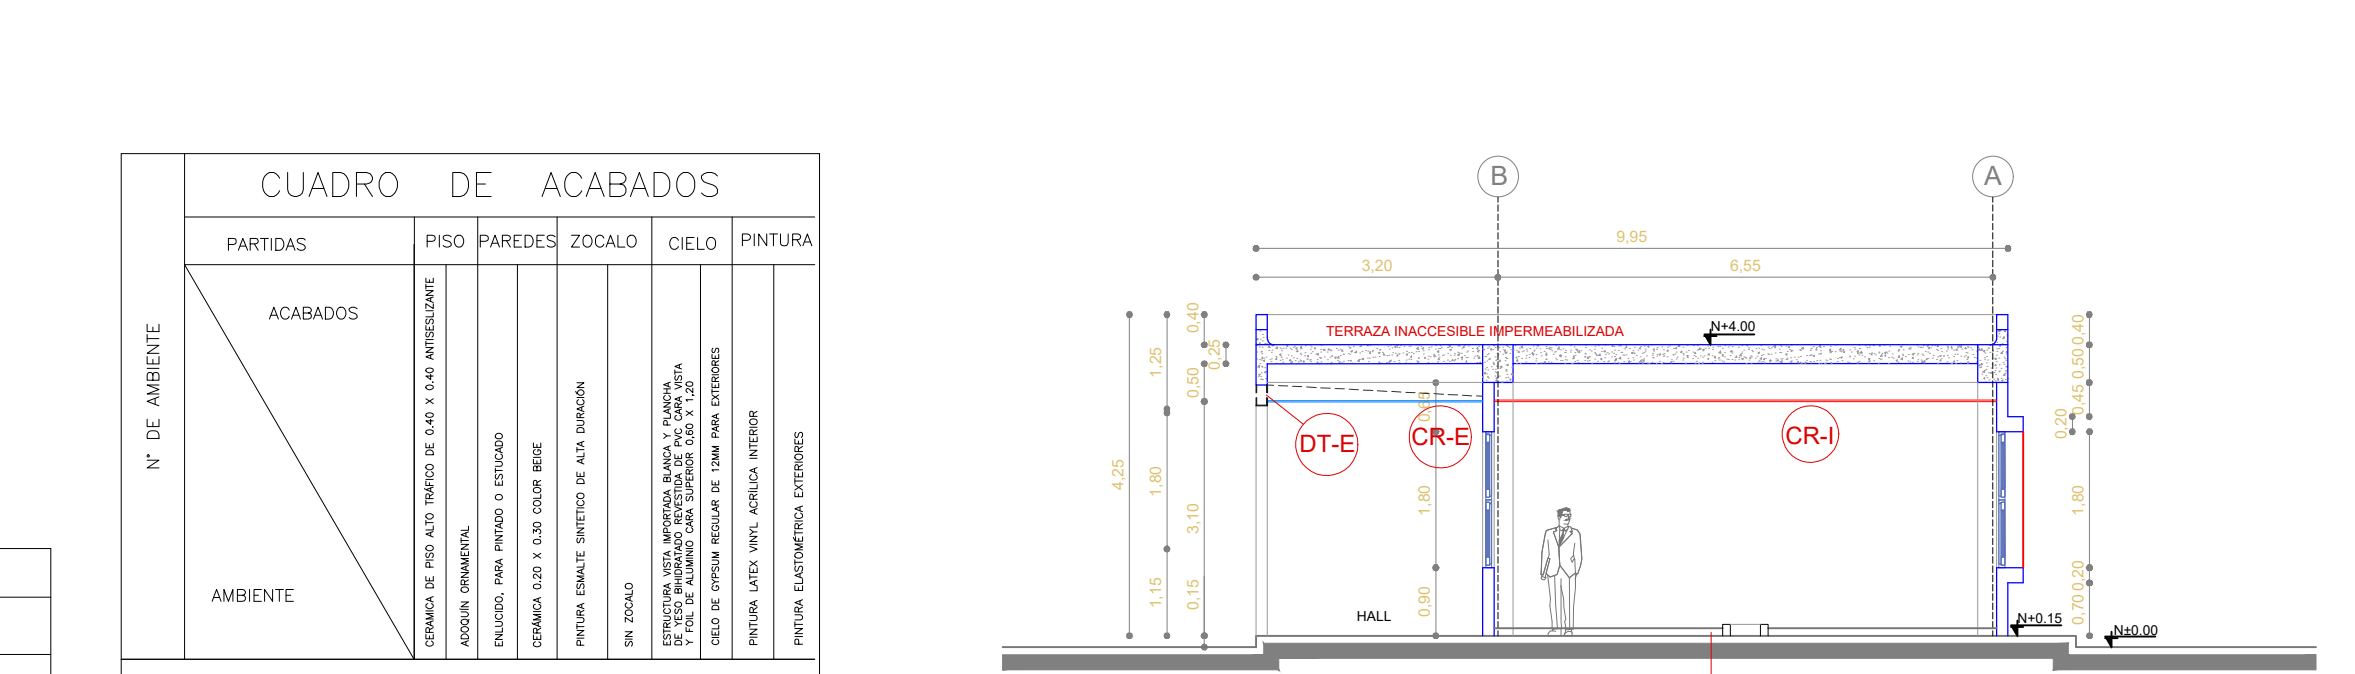 CUADRO DE ACABADOS
N° DE AMBIENTE
PARTIDAS
PISO
PAREDES
ZOCALO
CIELO
PINTURA
ACABADOS
AMBIENTE
CERAMICA DE PISO ALTO TRÁFICO DE 0.40 X 0.40 ANTISESLIZANTE
ADOQUÍN ORNAMENTAL
ENLUCIDO, PARA PINTADO O ESTUCADO
CERÁMICA 0.20 X 0.30 COLOR BEIGE
PINTURA ESMALTE SINTETICO DE ALTA DURACIÓN
SIN ZOCALO
ESTRUCTURA VISTA IMPORTADA BLANCA Y PLANCHA
DE YESO BIHIDRATADO REVESTIDA DE PVC CARA VISTA
Y FOIL DE ALUMINIO CARA SUPERIOR 0,60 X 1,20
CIELO DE GYPSUM REGULAR DE 12MM PARA EXTERIORES
PINTURA LATEX VINYL ACRÍLICA INTERIOR
PINTURA ELASTOMÉTRICA EXTERIORES
B
A
9,95
3,20
6,55
TERRAZA INACCESIBLE IMPERMEABILIZADA
N+4.00
4,25
1,25
1,80
1,15
0,40
0,25
0,50
3,10
0,15
0,65
1,80
0,90
DT-E
CR-E
CR-I
HALL
0,40
0,50
0,45
0,20
1,80
0,20
0,70
N+0.15
N±0.00